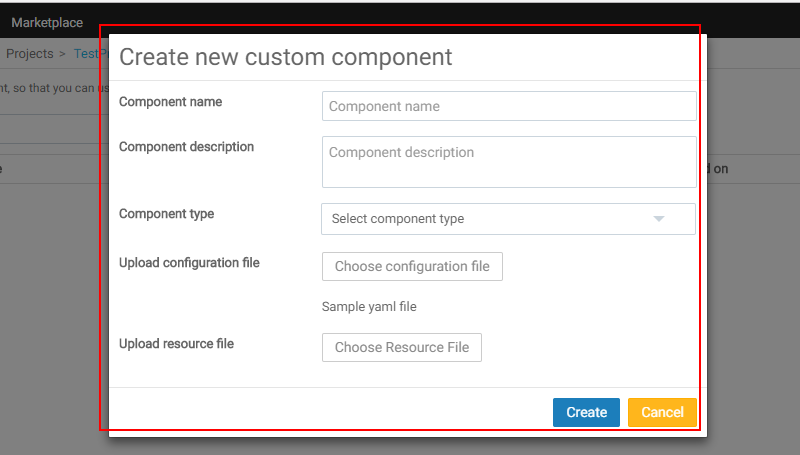 Marketplace
Projects > TestPr
nt, so that you can us
d on
Create new custom component
Component name
Component name
Component description
Component description
Component type
Select component type
Upload configuration file
Choose configuration file
Sample yaml file
Upload resource file
Choose Resource File
Create
Cancel